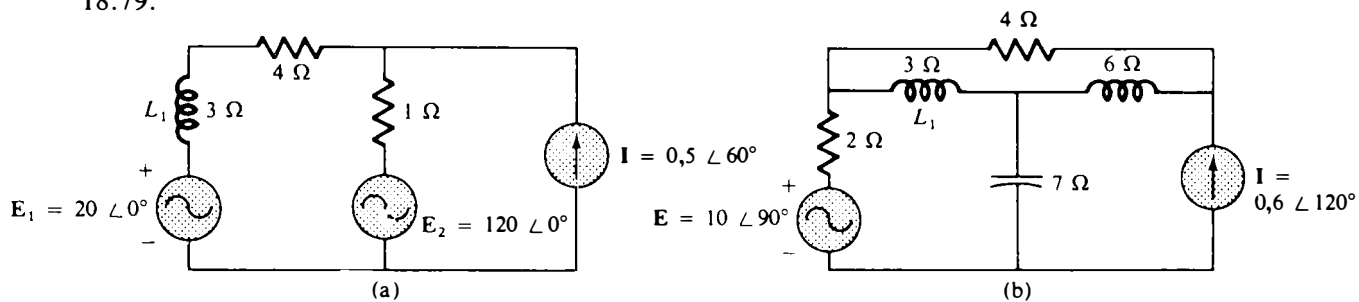 18.79.
4 Ω
L₁
3 Ω
1 Ω
+
E₁ = 20 ∠0°
−
E₂ = 120 ∠0°
I = 0,5 ∠60°
(a)
4 Ω
3 Ω
6 Ω
L₁
2 Ω
+
E = 10 ∠90°
−
7 Ω
I =
0,6 ∠120°
(b)